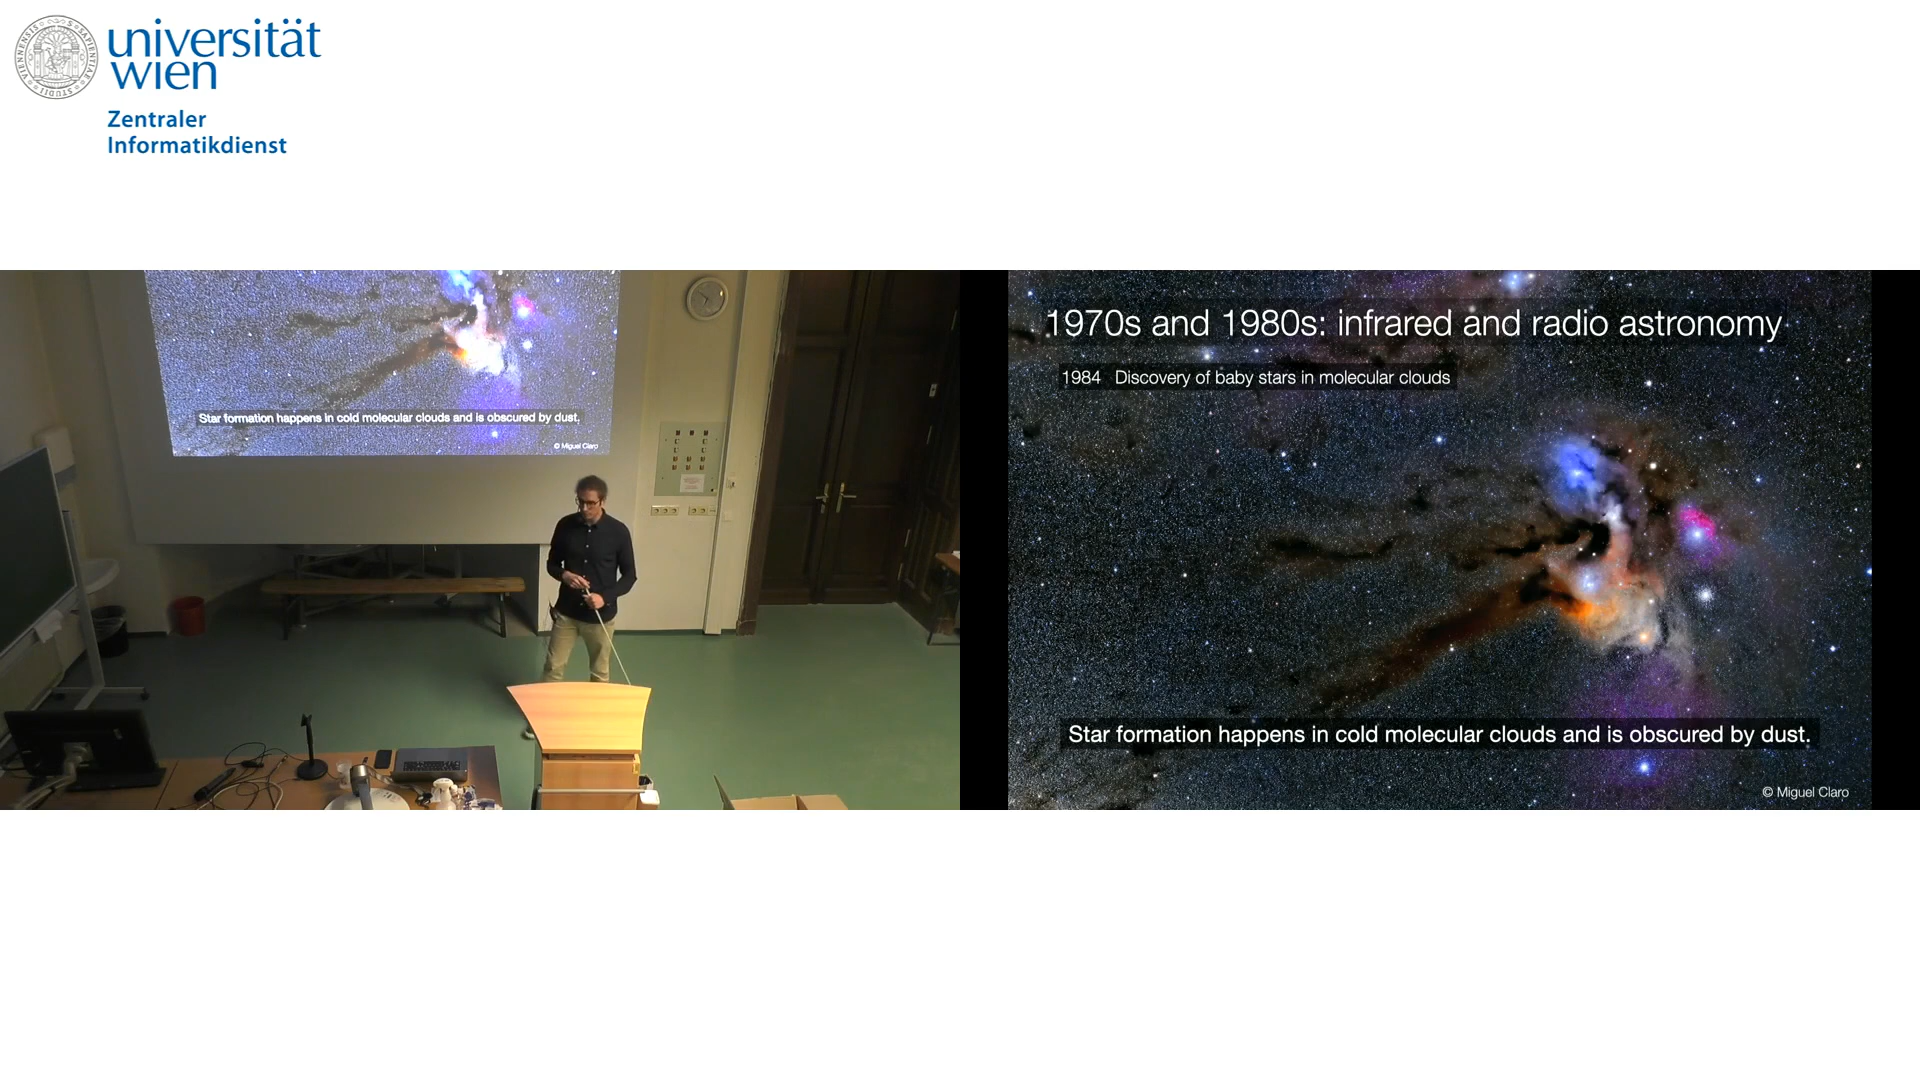 universität
wien
Zentraler
Informatikdienst
Star formation happens in cold molecular clouds and is obscured by dust.
© Miguel Claro
1970s and 1980s: infrared and radio astronomy
1984 Discovery of baby stars in molecular clouds
Star formation happens in cold molecular clouds and is obscured by dust.
© Miguel Claro